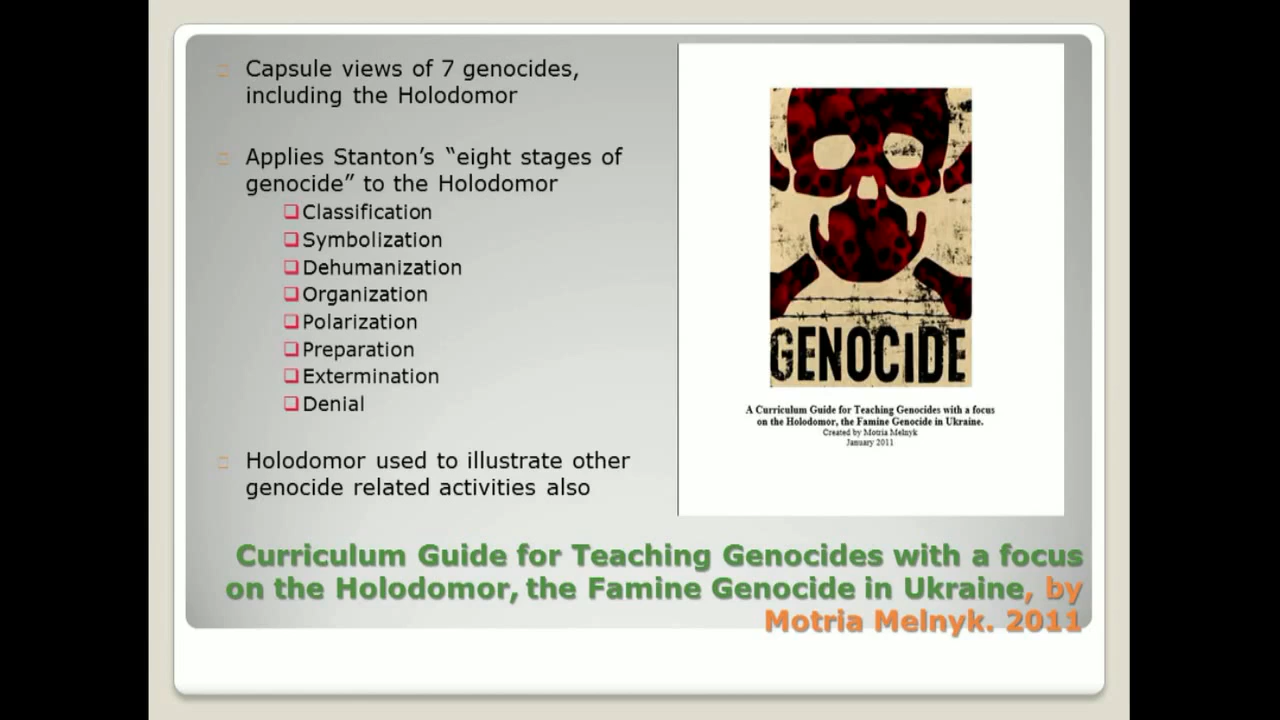 Capsule views of 7 genocides,
including the Holodomor
Applies Stanton’s “eight stages of
genocide” to the Holodomor
Classification
Symbolization
Dehumanization
Organization
Polarization
Preparation
Extermination
Denial
Holodomor used to illustrate other
genocide related activities also
GENOCIDE
A Curriculum Guide for Teaching Genocides with a focus
on the Holodomor, the Famine Genocide in Ukraine.
Created by Motria Melnyk
January 2011
Curriculum Guide for Teaching Genocides with a focus
on the Holodomor, the Famine Genocide in Ukraine, by
Motria Melnyk. 2011